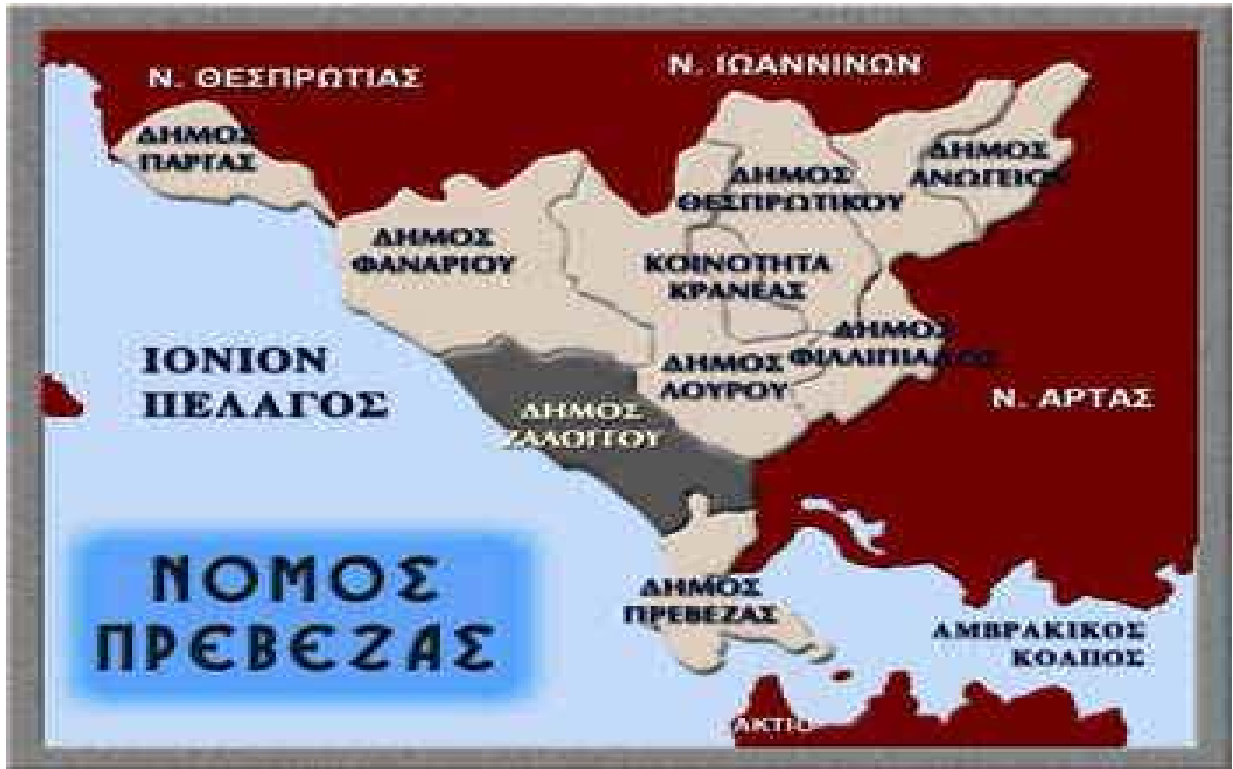 Ν. ΘΕΣΠΡΩΤΙΑΣ
Ν. ΙΩΑΝΝΙΝΩΝ
ΔΗΜΟΣ
ΠΑΡΓΑΣ
ΔΗΜΟΣ
ΑΝΩΓΕΙΟΥ
ΔΗΜΟΣ
ΘΕΣΠΡΩΤΙΚΟΥ
ΔΗΜΟΣ
ΦΑΝΑΡΙΟΥ
ΚΟΙΝΟΤΗΤΑ
ΚΡΑΝΕΑΣ
ΙΟΝΙΟΝ
ΠΕΛΑΓΟΣ
ΔΗΜΟΣ
ΔΗΜΟΣ
ΛΟΥΡΟΥ
Ν. ΑΡΤΑΣ
ΔΗΜΟΣ
ΖΑΛΟΓΓΟΥ
ΝΟΜΟΣ
ΠΡΕΒΕΖΑΣ
ΔΗΜΟΣ
ΠΡΕΒΕΖΑΣ
ΑΜΒΡΑΚΙΚΟΣ
ΚΟΛΠΟΣ
ΑΚΤΙΟ